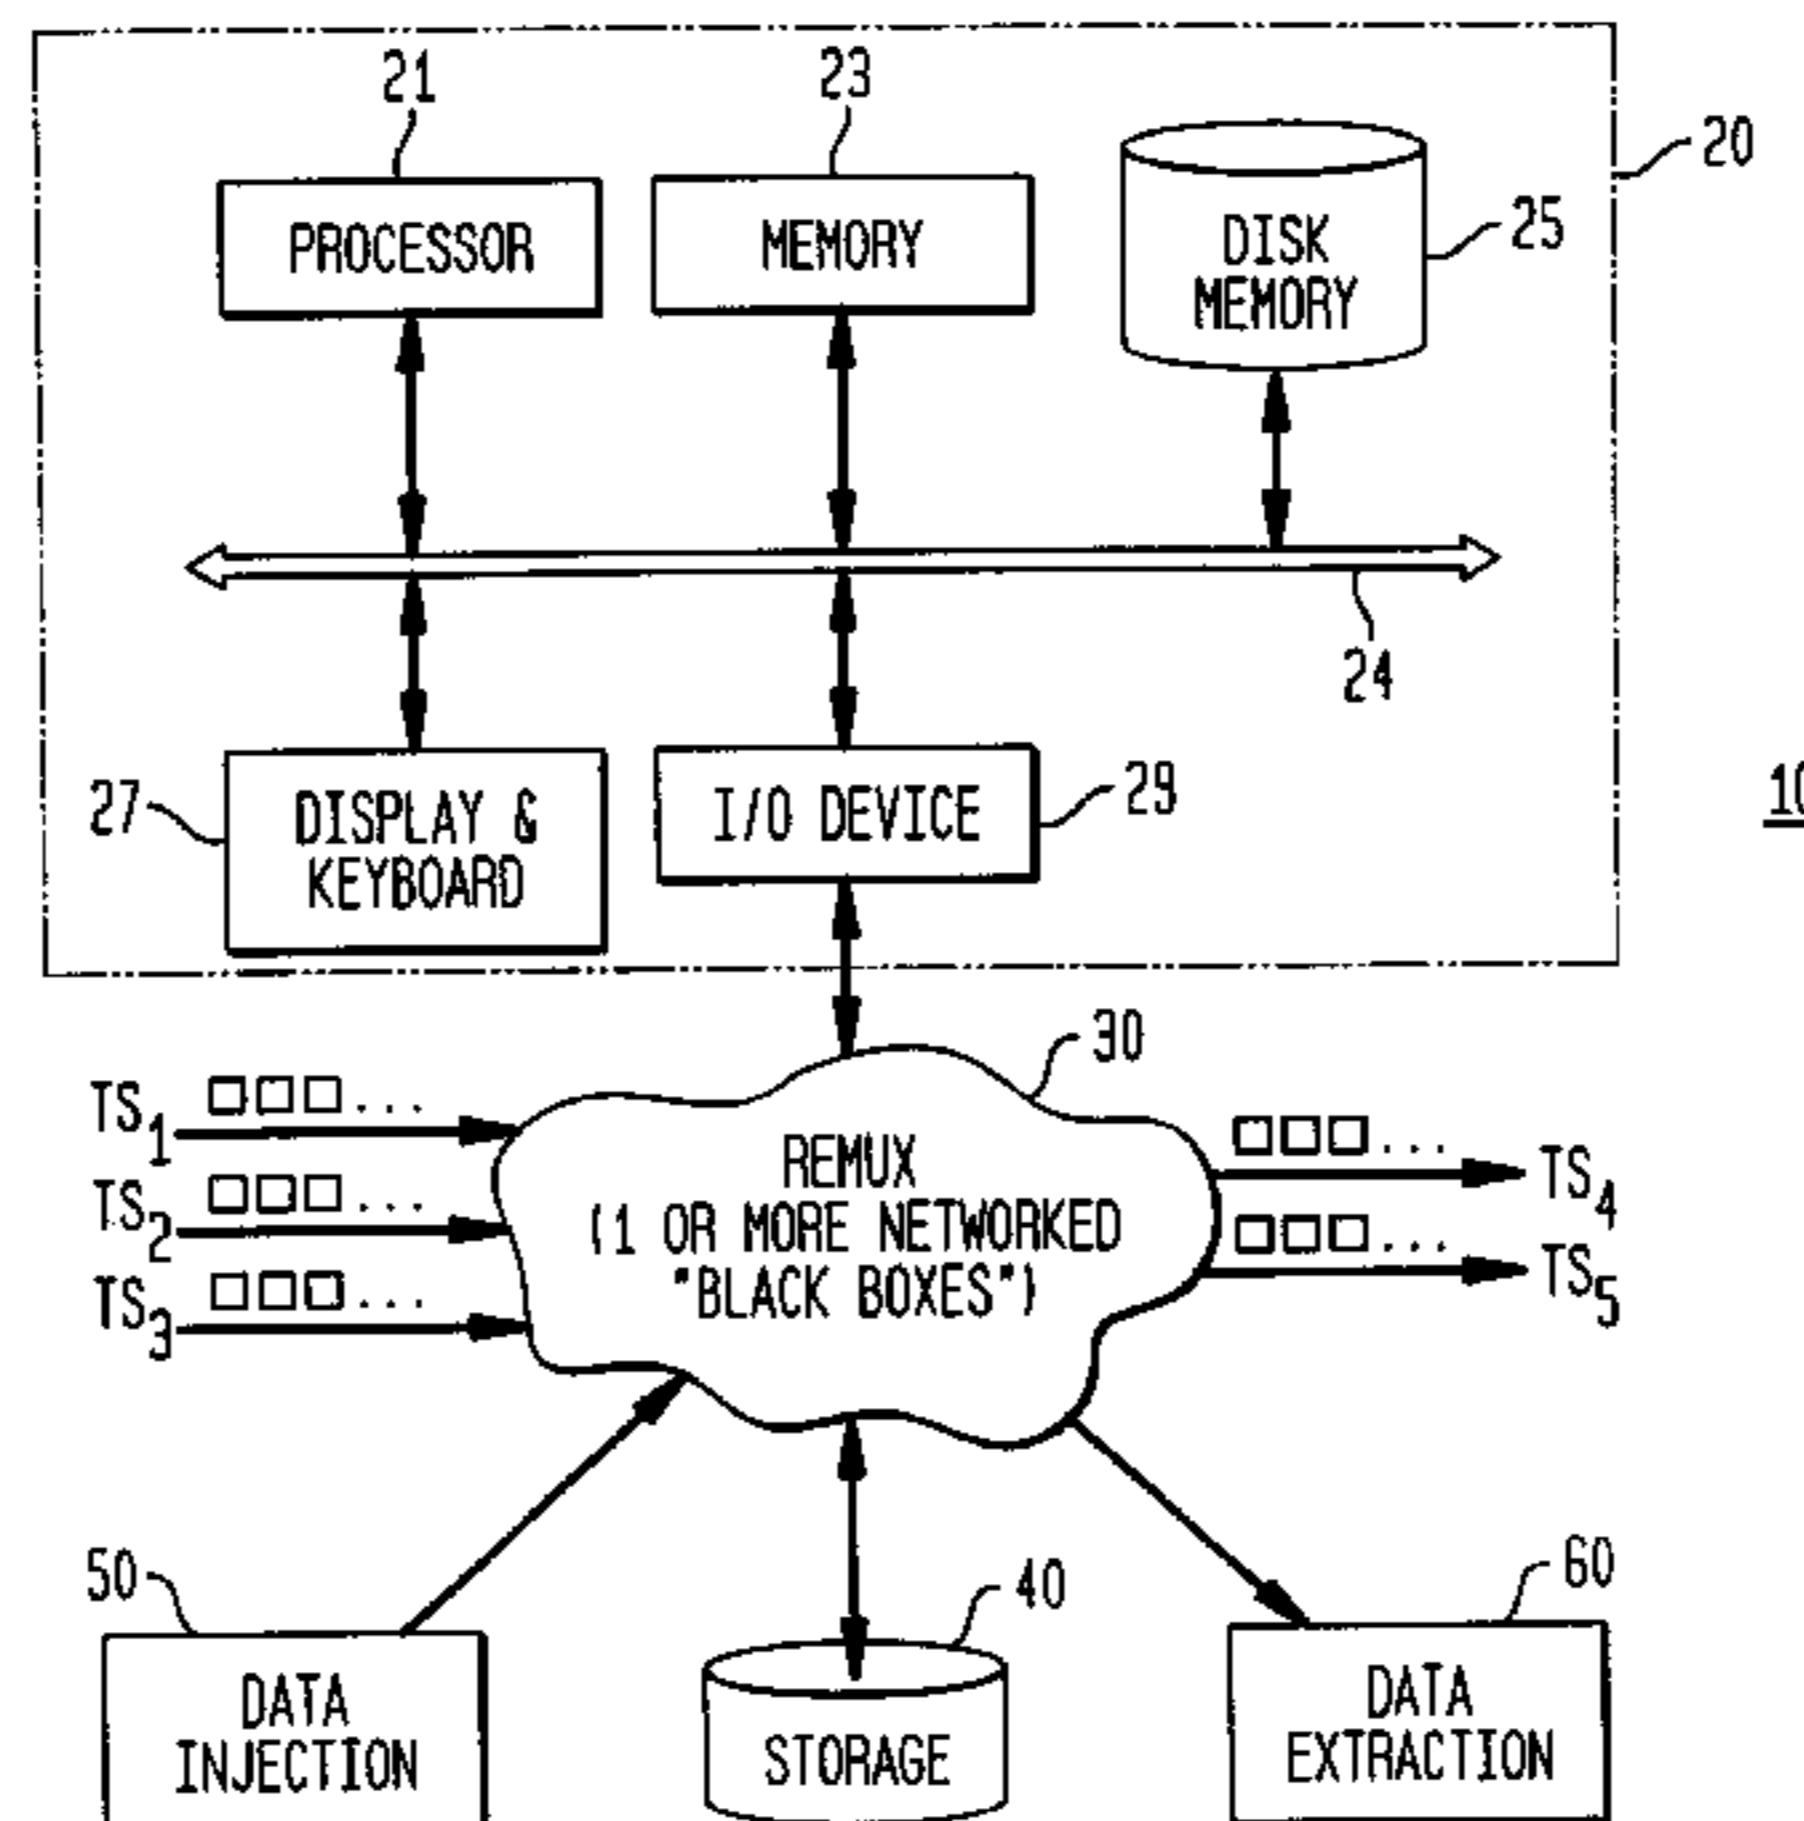 21
23
20
25
PROCESSOR
MEMORY
DISK
MEMORY
24
27
29
DISPLAY &
KEYBOARD
I/O DEVICE
10
30
TS1
TS2
TS3
REMUX
(1 OR MORE NETWORKED
"BLACK BOXES")
TS4
TS5
50
40
60
DATA
INJECTION
STORAGE
DATA
EXTRACTION